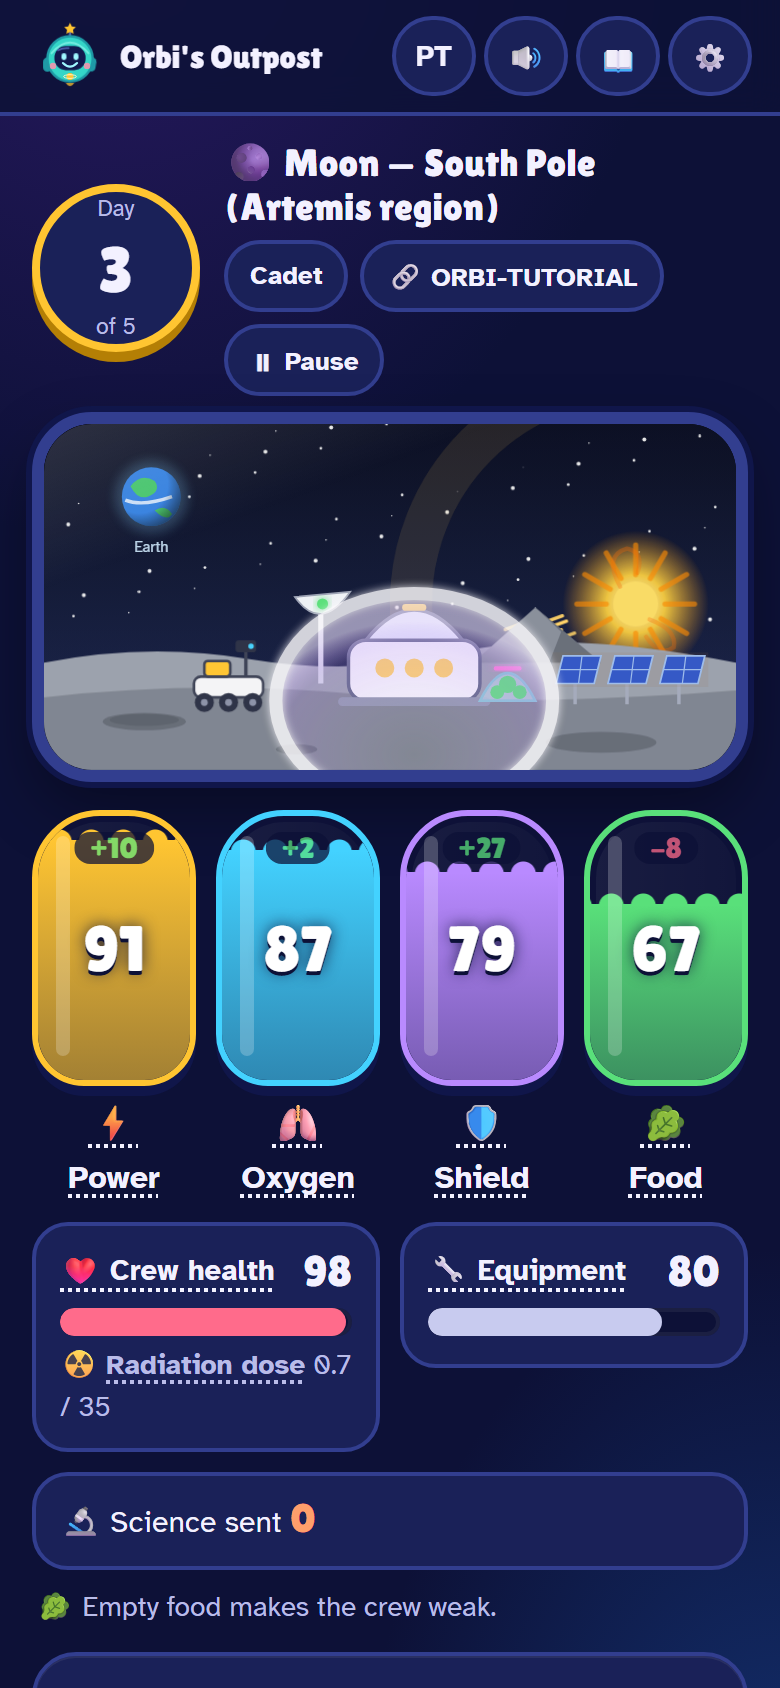 Orbi's Outpost
PT
Day
3
of 5
Moon – South Pole
(Artemis region)
Cadet
ORBI-TUTORIAL
Pause
Earth
+10
+2
+27
−8
91
87
79
67
Power
Oxygen
Shield
Food
Crew health 98
Radiation dose 0.7
/ 35
Equipment 80
Science sent 0
Empty food makes the crew weak.